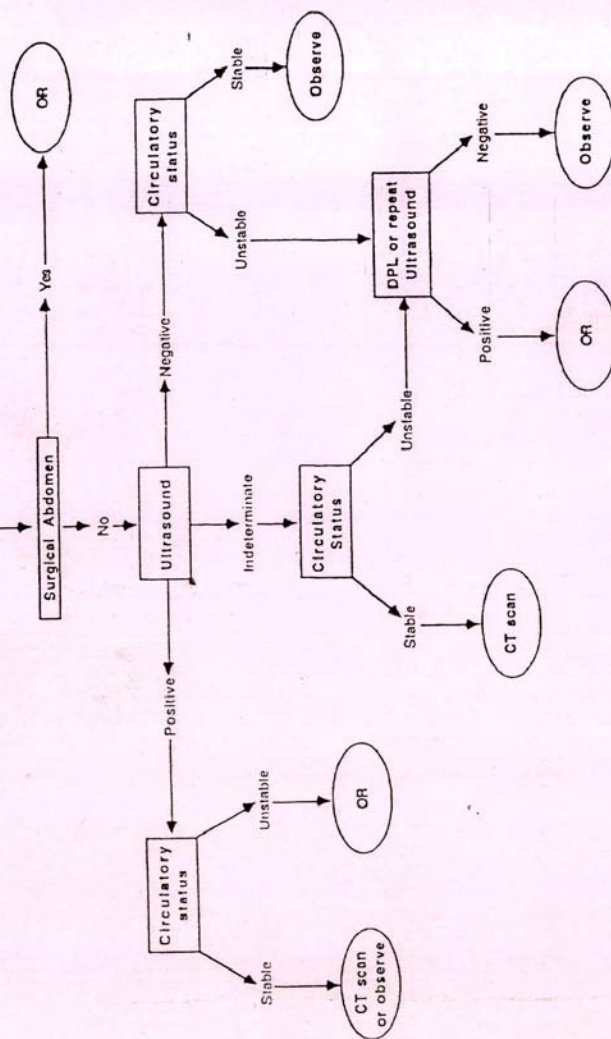 Surgical Abdomen
Yes
OR
No
Ultrasound
Positive
Negative
Indeterminate
Circulatory
status
Stable
CT scan
or observe
Unstable
OR
Circulatory
Status
Stable
CT scan
Unstable
Circulatory
status
Unstable
Stable
Observe
DPL or repeat
Ultrasound
Positive
OR
Negative
Observe